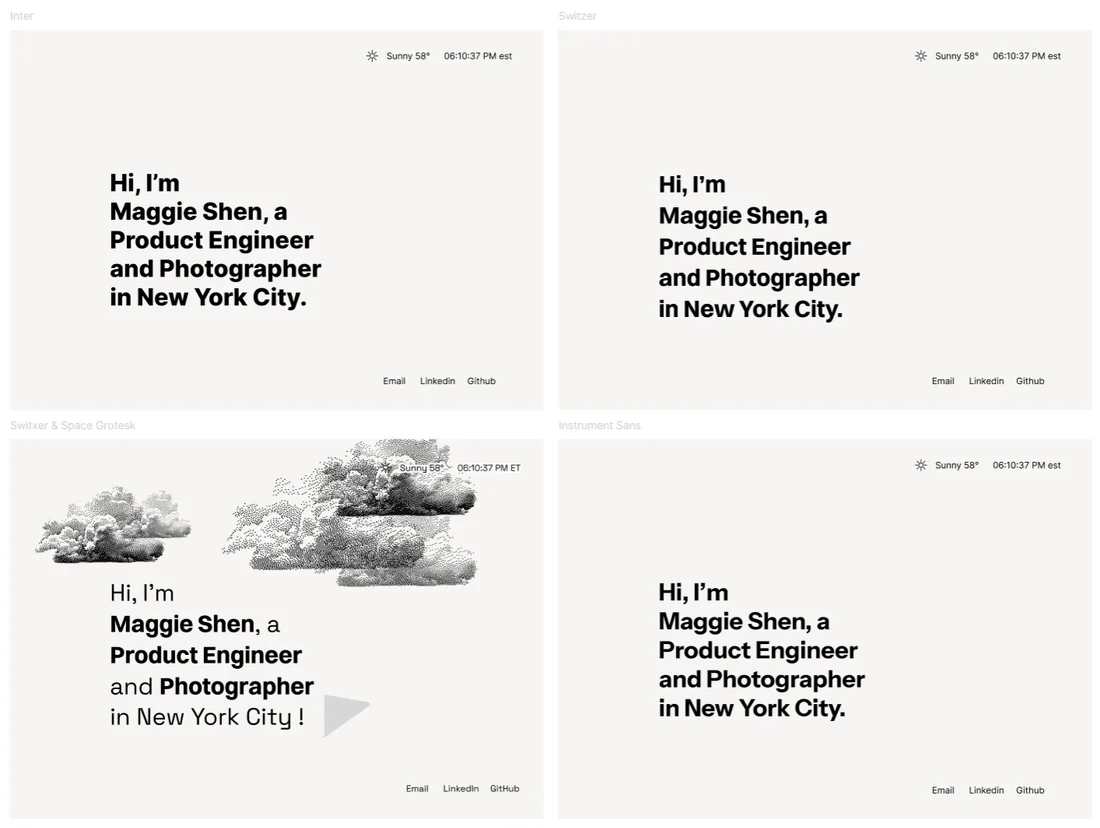 Inter
Sunny 58° 06:10:37 PM est
Hi, I’m
Maggie Shen, a
Product Engineer
and Photographer
in New York City.
Email Linkedin Github
Switzer
Sunny 58° 06:10:37 PM est
Hi, I’m
Maggie Shen, a
Product Engineer
and Photographer
in New York City.
Email Linkedin Github
Switxer & Space Grotesk
Sunny 58° 06:10:37 PM ET
Hi, I’m
Maggie Shen, a
Product Engineer
and Photographer
in New York City !
Email LinkedIn GitHub
Instrument Sans
Sunny 58° 06:10:37 PM est
Hi, I’m
Maggie Shen, a
Product Engineer
and Photographer
in New York City.
Email Linkedin Github